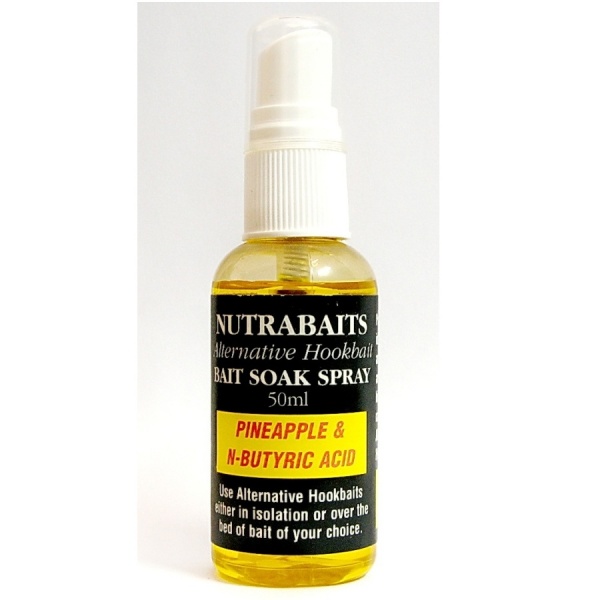 NUTRABAITS
Alternative Hookbait
BAIT SOAK SPRAY
50ml
PINEAPPLE &
N-BUTYRIC ACID
Use Alternative Hookbaits
either in isolation or over the
bed of bait of your choice.